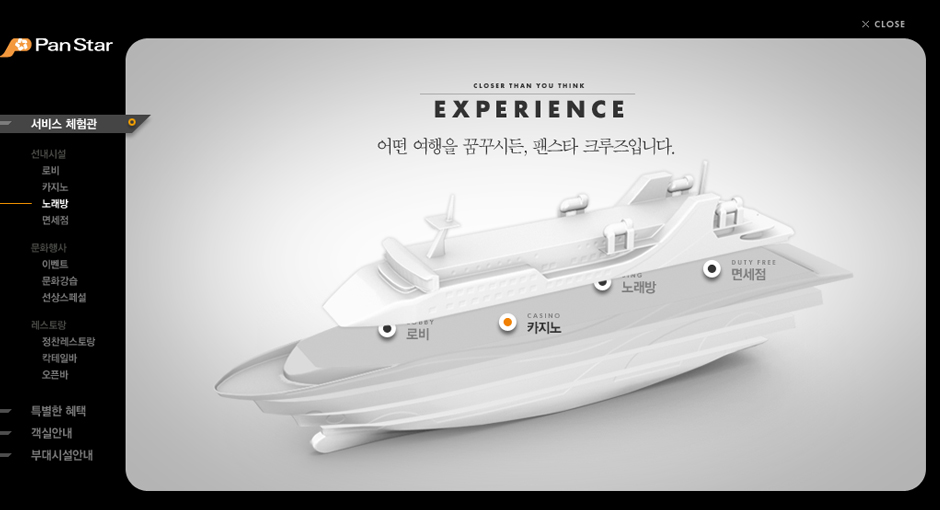 CLOSE
PanStar
서비스 체험관
선내시설
로비
카지노
노래방
면세점
문화행사
이벤트
문화강습
선상스페셜
레스토랑
정찬레스토랑
칵테일바
오픈바
특별한 혜택
객실안내
부대시설안내
CLOSER THAN YOU THINK
EXPERIENCE
어떤 여행을 꿈꾸시든, 팬스타 크루즈입니다.
DUTY FREE
면세점
노래방
CASINO
카지노
로비